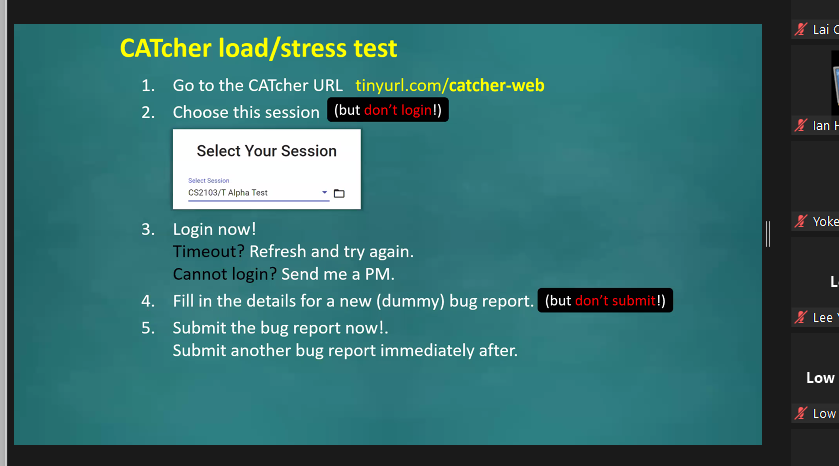 CATcher load/stress test
1. Go to the CATcher URL tinyurl.com/catcher-web
2. Choose this session (but don't login!)
Select Your Session
Select Session
CS2103/T Alpha Test
3. Login now!
Timeout? Refresh and try again.
Cannot login? Send me a PM.
4. Fill in the details for a new (dummy) bug report. (but don't submit!)
5. Submit the bug report now!.
Submit another bug report immediately after.
Lai
Ian H
Yoke
Lee
Low
Low